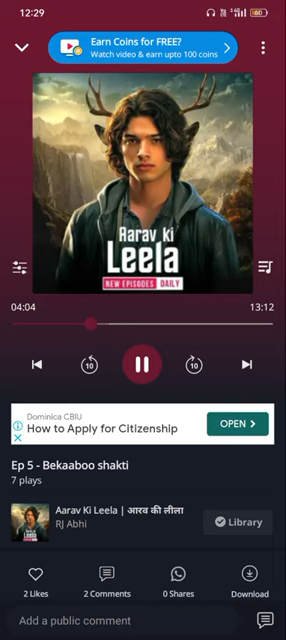 12:29
60
Earn Coins for FREE?
Watch video & earn upto 100 coins
Aarav ki
Leela
NEW EPISODES DAILY
04:04
13:12
10
10
Dominica CBIU
How to Apply for Citizenship
OPEN
Ep 5 - Bekaaboo shakti
7 plays
Aarav Ki Leela | आरव की लीला
RJ Abhi
Library
2 Likes
2 Comments
0 Shares
Download
Add a public comment